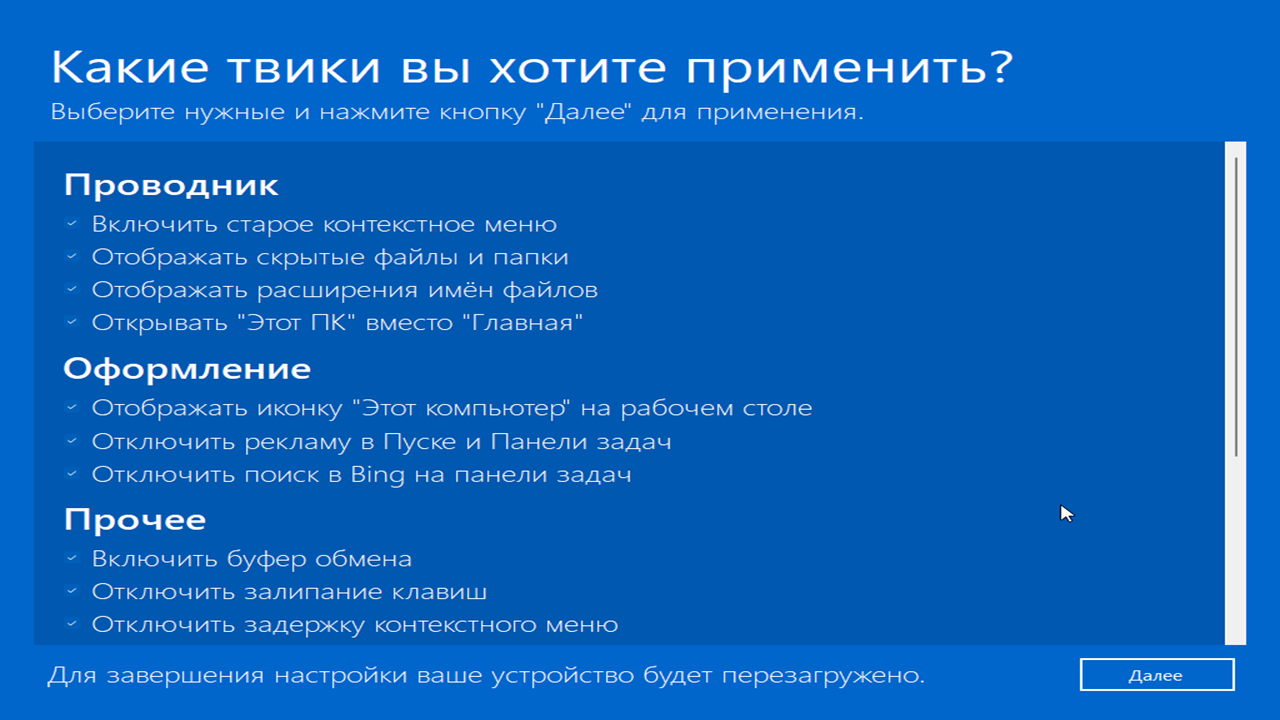 Какие твики вы хотите применить?
Выберите нужные и нажмите кнопку "Далее" для применения.
Проводник
Включить старое контекстное меню
Отображать скрытые файлы и папки
Отображать расширения имён файлов
Открывать "Этот ПК" вместо "Главная"
Оформление
Отображать иконку "Этот компьютер" на рабочем столе
Отключить рекламу в Пуске и Панели задач
Отключить поиск в Bing на панели задач
Прочее
Включить буфер обмена
Отключить залипание клавиш
Отключить задержку контекстного меню
Для завершения настройки ваше устройство будет перезагружено.
Далее